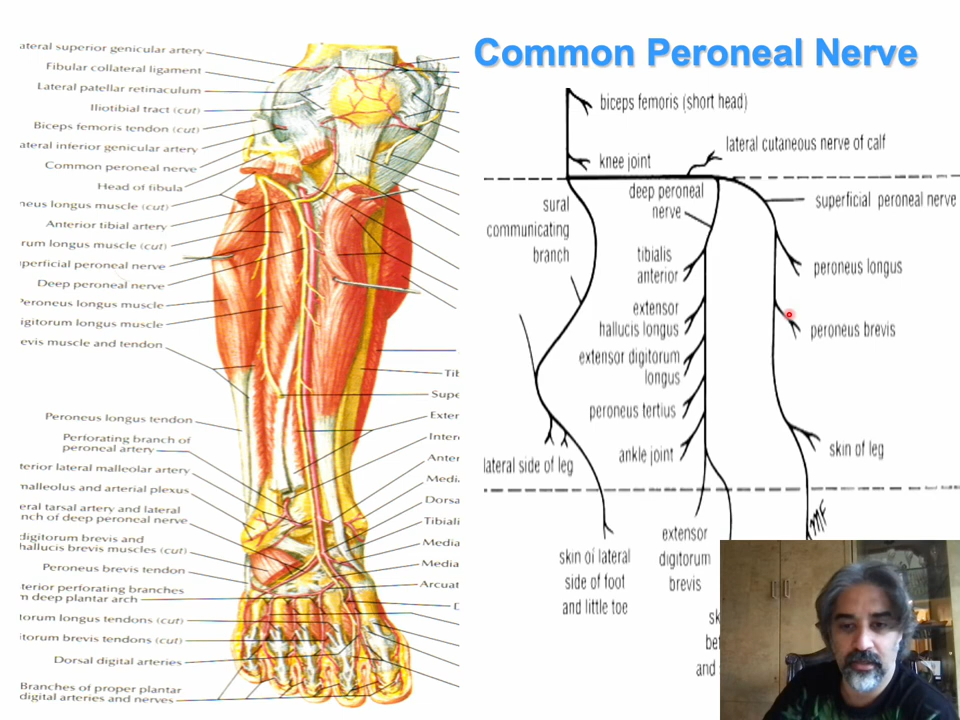 Common Peroneal Nerve
ateral superior genicular artery
Fibular collateral ligament
Lateral patellar retinaculum
Iliotibial tract (cut)
Biceps femoris tendon (cut)
ateral inferior genicular artery
Common peroneal nerve
Head of fibula
neus longus muscle (cut)
Anterior tibial artery
rum longus muscle (cut)
perficial peroneal nerve
Deep peroneal nerve
Peroneus longus muscle
igitorum longus muscle
evis muscle and tendon
Peroneus longus tendon
Perforating branch of
peroneal artery
terior lateral malleolar artery
malleolus and arterial plexus
eral tarsal artery and lateral
nch of deep peroneal nerve
digitorum brevis and
hallucis brevis muscles (cut)
Peroneus brevis tendon
terior perforating branches
m deep plantar arch
torum longus tendons (cut)
itorum brevis tendons (cut)
Dorsal digital arteries
Branches of proper plantar
digital arteries and nerves
Tib
Supe
Exter
Inter
Anter
Medi
Dorsa
Tibiali
Media
Media
Arcuat
biceps femoris (short head)
knee joint
lateral cutaneous nerve of calf
deep peroneal
nerve
superficial peroneal nerve
sural
communicating
branch
tibialis
anterior
peroneus longus
extensor
hallucis longus
peroneus brevis
extensor digitorum
longus
peroneus tertius
ankle joint
skin of leg
lateral side of leg
skin of lateral
side of foot
and little toe
extensor
digitorum
brevis
sk
bet
and
MF